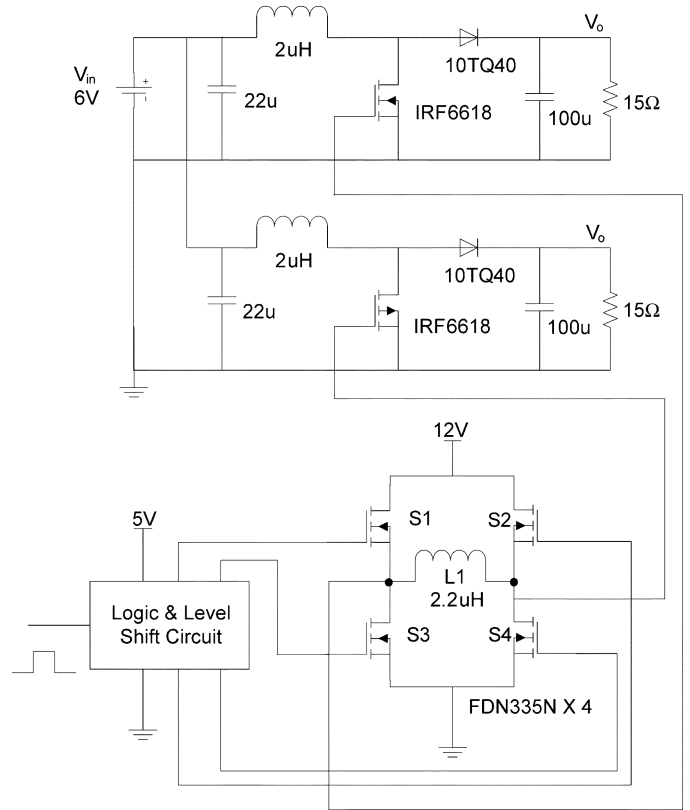 Vo
2uH
10TQ40
Vin
6V
+
-
22u
IRF6618
100u
15Ω
Vo
2uH
10TQ40
22u
IRF6618
100u
15Ω
12V
5V
S1
S2
L1
2.2uH
Logic & Level
Shift Circuit
S3
S4
FDN335N X 4